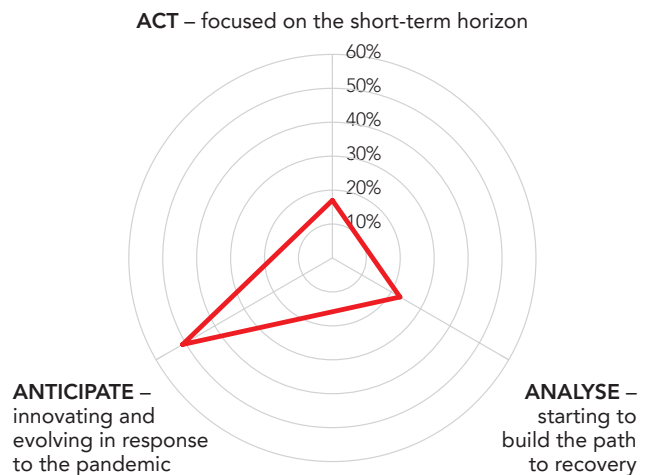 ACT – focused on the short-term horizon
60%
50%
40%
30%
20%
10%
ANTICIPATE –
innovating and
evolving in response
to the pandemic
ANALYSE –
starting to
build the path
to recovery